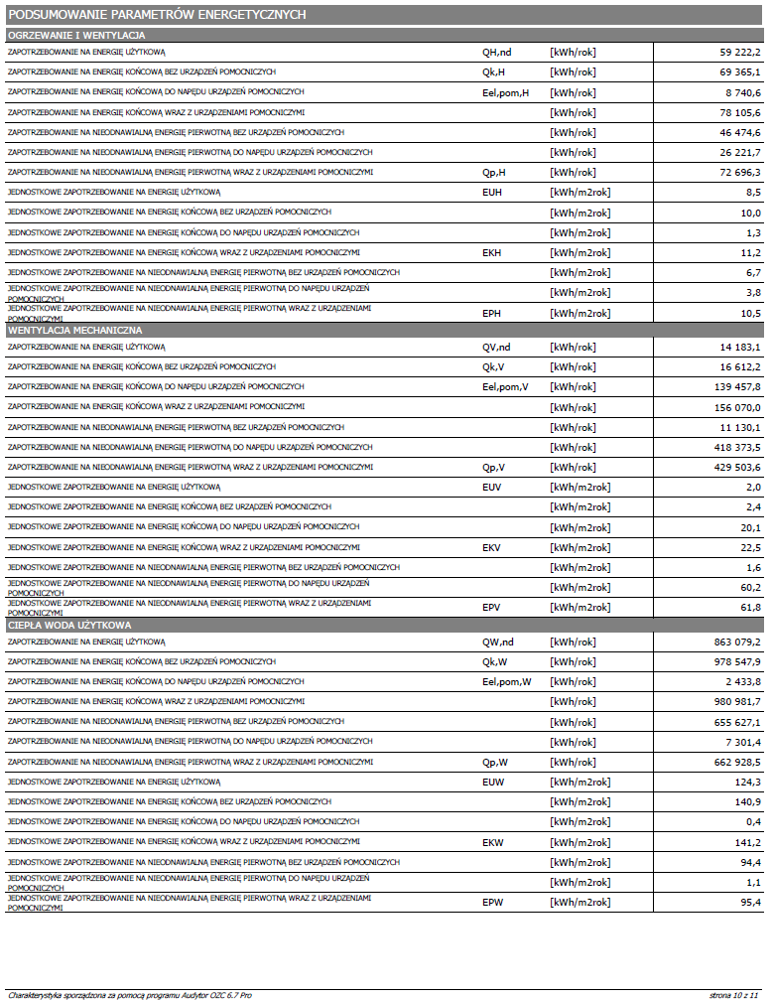 PODSUMOWANIE PARAMETRÓW ENERGETYCZNYCH
OGRZEWANIE I WENTYLACJA
ZAPOTRZEBOWANIE NA ENERGIĘ UŻYTKOWĄ QH,nd [kWh/rok] 59 222,2
ZAPOTRZEBOWANIE NA ENERGIĘ KOŃCOWĄ BEZ URZĄDZEŃ POMOCNICZYCH Qk,H [kWh/rok] 69 365,1
ZAPOTRZEBOWANIE NA ENERGIĘ KOŃCOWĄ DO NAPĘDU URZĄDZEŃ POMOCNICZYCH Eel,pom,H [kWh/rok] 8 740,6
ZAPOTRZEBOWANIE NA ENERGIĘ KOŃCOWĄ WRAZ Z URZĄDZENIAMI POMOCNICZYMI [kWh/rok] 78 105,6
ZAPOTRZEBOWANIE NA NIEODNAWIALNĄ ENERGIĘ PIERWOTNĄ BEZ URZĄDZEŃ POMOCNICZYCH [kWh/rok] 46 474,6
ZAPOTRZEBOWANIE NA NIEODNAWIALNĄ ENERGIĘ PIERWOTNĄ DO NAPĘDU URZĄDZEŃ POMOCNICZYCH [kWh/rok] 26 221,7
ZAPOTRZEBOWANIE NA NIEODNAWIALNĄ ENERGIĘ PIERWOTNĄ WRAZ Z URZĄDZENIAMI POMOCNICZYMI Qp,H [kWh/rok] 72 696,3
JEDNOSTKOWE ZAPOTRZEBOWANIE NA ENERGIĘ UŻYTKOWĄ EUH [kWh/m2rok] 8,5
JEDNOSTKOWE ZAPOTRZEBOWANIE NA ENERGIĘ KOŃCOWĄ BEZ URZĄDZEŃ POMOCNICZYCH [kWh/m2rok] 10,0
JEDNOSTKOWE ZAPOTRZEBOWANIE NA ENERGIĘ KOŃCOWĄ DO NAPĘDU URZĄDZEŃ POMOCNICZYCH [kWh/m2rok] 1,3
JEDNOSTKOWE ZAPOTRZEBOWANIE NA ENERGIĘ KOŃCOWĄ WRAZ Z URZĄDZENIAMI POMOCNICZYMI EKH [kWh/m2rok] 11,2
JEDNOSTKOWE ZAPOTRZEBOWANIE NA NIEODNAWIALNĄ ENERGIĘ PIERWOTNĄ BEZ URZĄDZEŃ POMOCNICZYCH [kWh/m2rok] 6,7
JEDNOSTKOWE ZAPOTRZEBOWANIE NA NIEODNAWIALNĄ ENERGIĘ PIERWOTNĄ DO NAPĘDU URZĄDZEŃ
POMOCNICZYCH [kWh/m2rok] 3,8
JEDNOSTKOWE ZAPOTRZEBOWANIE NA NIEODNAWIALNĄ ENERGIĘ PIERWOTNĄ WRAZ Z URZĄDZENIAMI
POMOCNICZYMI EPH [kWh/m2rok] 10,5
WENTYLACJA MECHANICZNA
ZAPOTRZEBOWANIE NA ENERGIĘ UŻYTKOWĄ QV,nd [kWh/rok] 14 183,1
ZAPOTRZEBOWANIE NA ENERGIĘ KOŃCOWĄ BEZ URZĄDZEŃ POMOCNICZYCH Qk,V [kWh/rok] 16 612,2
ZAPOTRZEBOWANIE NA ENERGIĘ KOŃCOWĄ DO NAPĘDU URZĄDZEŃ POMOCNICZYCH Eel,pom,V [kWh/rok] 139 457,8
ZAPOTRZEBOWANIE NA ENERGIĘ KOŃCOWĄ WRAZ Z URZĄDZENIAMI POMOCNICZYMI [kWh/rok] 156 070,0
ZAPOTRZEBOWANIE NA NIEODNAWIALNĄ ENERGIĘ PIERWOTNĄ BEZ URZĄDZEŃ POMOCNICZYCH [kWh/rok] 11 130,1
ZAPOTRZEBOWANIE NA NIEODNAWIALNĄ ENERGIĘ PIERWOTNĄ DO NAPĘDU URZĄDZEŃ POMOCNICZYCH [kWh/rok] 418 373,5
ZAPOTRZEBOWANIE NA NIEODNAWIALNĄ ENERGIĘ PIERWOTNĄ WRAZ Z URZĄDZENIAMI POMOCNICZYMI Qp,V [kWh/rok] 429 503,6
JEDNOSTKOWE ZAPOTRZEBOWANIE NA ENERGIĘ UŻYTKOWĄ EUV [kWh/m2rok] 2,0
JEDNOSTKOWE ZAPOTRZEBOWANIE NA ENERGIĘ KOŃCOWĄ BEZ URZĄDZEŃ POMOCNICZYCH [kWh/m2rok] 2,4
JEDNOSTKOWE ZAPOTRZEBOWANIE NA ENERGIĘ KOŃCOWĄ DO NAPĘDU URZĄDZEŃ POMOCNICZYCH [kWh/m2rok] 20,1
JEDNOSTKOWE ZAPOTRZEBOWANIE NA ENERGIĘ KOŃCOWĄ WRAZ Z URZĄDZENIAMI POMOCNICZYMI EKV [kWh/m2rok] 22,5
JEDNOSTKOWE ZAPOTRZEBOWANIE NA NIEODNAWIALNĄ ENERGIĘ PIERWOTNĄ BEZ URZĄDZEŃ POMOCNICZYCH [kWh/m2rok] 1,6
JEDNOSTKOWE ZAPOTRZEBOWANIE NA NIEODNAWIALNĄ ENERGIĘ PIERWOTNĄ DO NAPĘDU URZĄDZEŃ
POMOCNICZYCH [kWh/m2rok] 60,2
JEDNOSTKOWE ZAPOTRZEBOWANIE NA NIEODNAWIALNĄ ENERGIĘ PIERWOTNĄ WRAZ Z URZĄDZENIAMI
POMOCNICZYMI EPV [kWh/m2rok] 61,8
CIEPŁA WODA UŻYTKOWA
ZAPOTRZEBOWANIE NA ENERGIĘ UŻYTKOWĄ QW,nd [kWh/rok] 863 079,2
ZAPOTRZEBOWANIE NA ENERGIĘ KOŃCOWĄ BEZ URZĄDZEŃ POMOCNICZYCH Qk,W [kWh/rok] 978 547,9
ZAPOTRZEBOWANIE NA ENERGIĘ KOŃCOWĄ DO NAPĘDU URZĄDZEŃ POMOCNICZYCH Eel,pom,W [kWh/rok] 2 433,8
ZAPOTRZEBOWANIE NA ENERGIĘ KOŃCOWĄ WRAZ Z URZĄDZENIAMI POMOCNICZYMI [kWh/rok] 980 981,7
ZAPOTRZEBOWANIE NA NIEODNAWIALNĄ ENERGIĘ PIERWOTNĄ BEZ URZĄDZEŃ POMOCNICZYCH [kWh/rok] 655 627,1
ZAPOTRZEBOWANIE NA NIEODNAWIALNĄ ENERGIĘ PIERWOTNĄ DO NAPĘDU URZĄDZEŃ POMOCNICZYCH [kWh/rok] 7 301,4
ZAPOTRZEBOWANIE NA NIEODNAWIALNĄ ENERGIĘ PIERWOTNĄ WRAZ Z URZĄDZENIAMI POMOCNICZYMI Qp,W [kWh/rok] 662 928,5
JEDNOSTKOWE ZAPOTRZEBOWANIE NA ENERGIĘ UŻYTKOWĄ EUW [kWh/m2rok] 124,3
JEDNOSTKOWE ZAPOTRZEBOWANIE NA ENERGIĘ KOŃCOWĄ BEZ URZĄDZEŃ POMOCNICZYCH [kWh/m2rok] 140,9
JEDNOSTKOWE ZAPOTRZEBOWANIE NA ENERGIĘ KOŃCOWĄ DO NAPĘDU URZĄDZEŃ POMOCNICZYCH [kWh/m2rok] 0,4
JEDNOSTKOWE ZAPOTRZEBOWANIE NA ENERGIĘ KOŃCOWĄ WRAZ Z URZĄDZENIAMI POMOCNICZYMI EKW [kWh/m2rok] 141,2
JEDNOSTKOWE ZAPOTRZEBOWANIE NA NIEODNAWIALNĄ ENERGIĘ PIERWOTNĄ BEZ URZĄDZEŃ POMOCNICZYCH [kWh/m2rok] 94,4
JEDNOSTKOWE ZAPOTRZEBOWANIE NA NIEODNAWIALNĄ ENERGIĘ PIERWOTNĄ DO NAPĘDU URZĄDZEŃ
POMOCNICZYCH [kWh/m2rok] 1,1
JEDNOSTKOWE ZAPOTRZEBOWANIE NA NIEODNAWIALNĄ ENERGIĘ PIERWOTNĄ WRAZ Z URZĄDZENIAMI
POMOCNICZYMI EPW [kWh/m2rok] 95,4
Charakterystyka sporządzona za pomocą programu Audytor OZC 6.7 Pro strona 10 z 11